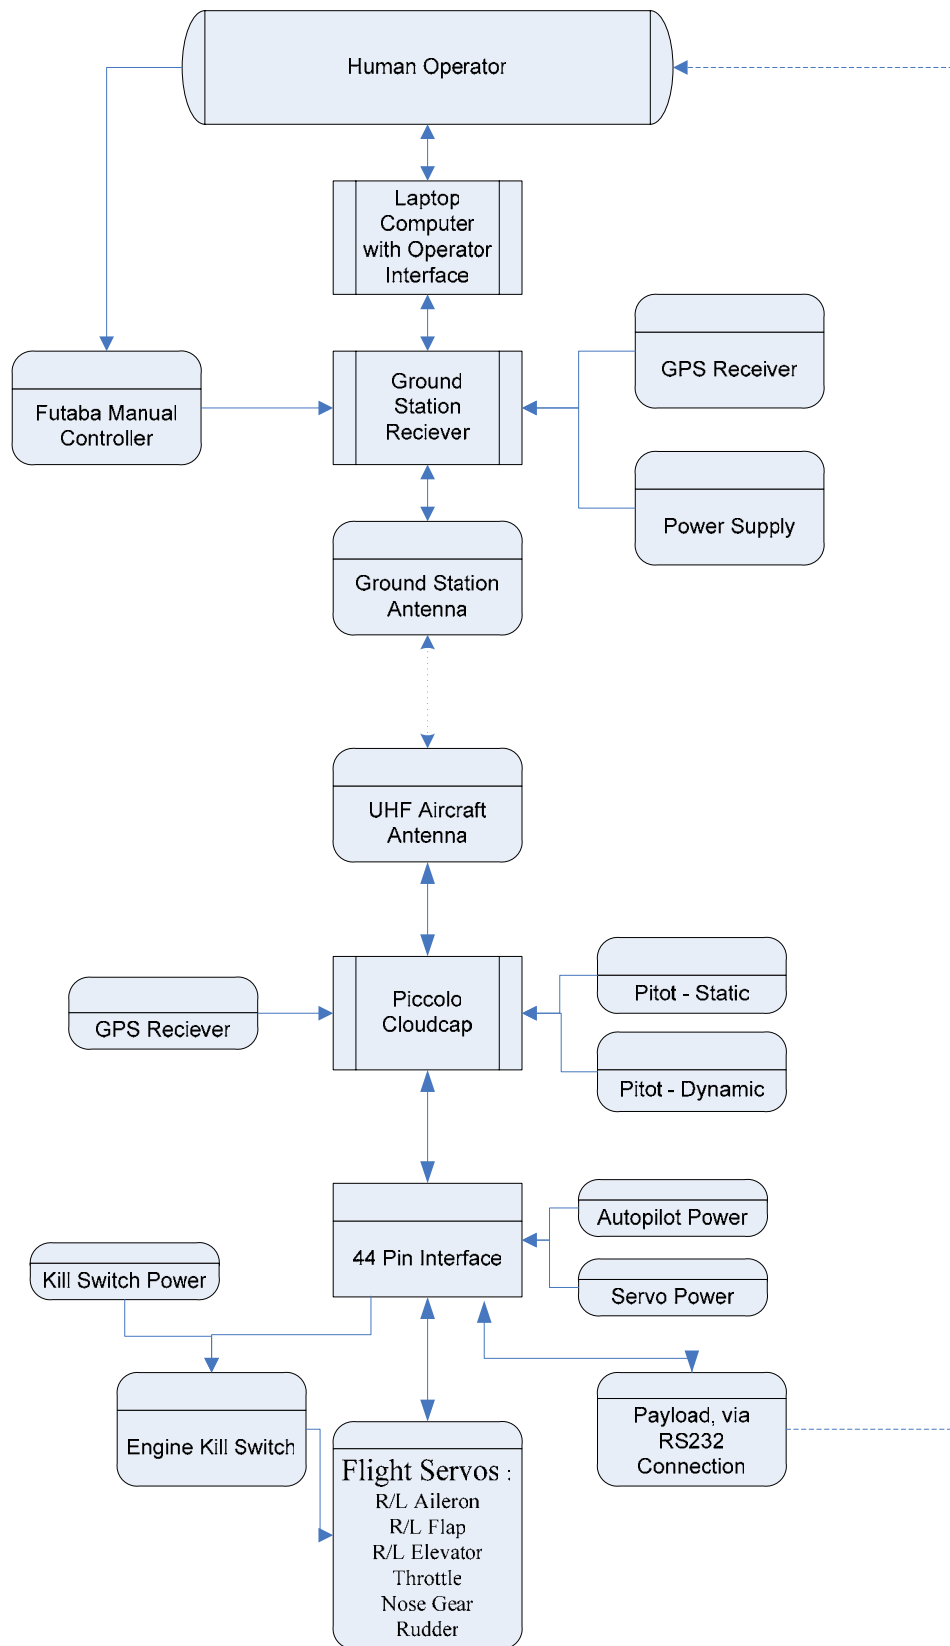 Human Operator
Laptop
Computer
with Operator
Interface
GPS Receiver
Futaba Manual
Controller
Ground
Station
Reciever
Power Supply
Ground Station
Antenna
UHF Aircraft
Antenna
GPS Reciever
Piccolo
Cloudcap
Pitot - Static
Pitot - Dynamic
44 Pin Interface
Autopilot Power
Servo Power
Kill Switch Power
Engine Kill Switch
Payload, via
RS232
Connection
Flight Servos :
R/L Aileron
R/L Flap
R/L Elevator
Throttle
Nose Gear
Rudder